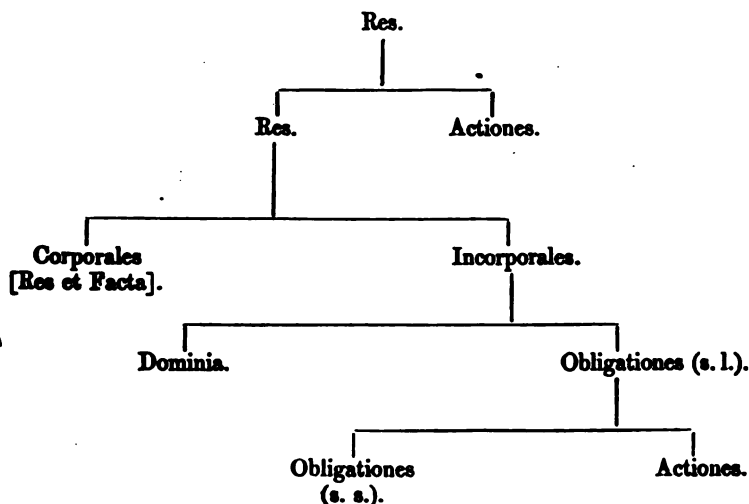 Res.
Res. Actiones.
Corporales Incorporales.
[Res et Facta].
Dominia. Obligationes (s. l.).
Obligationes Actiones.
(s. s.).